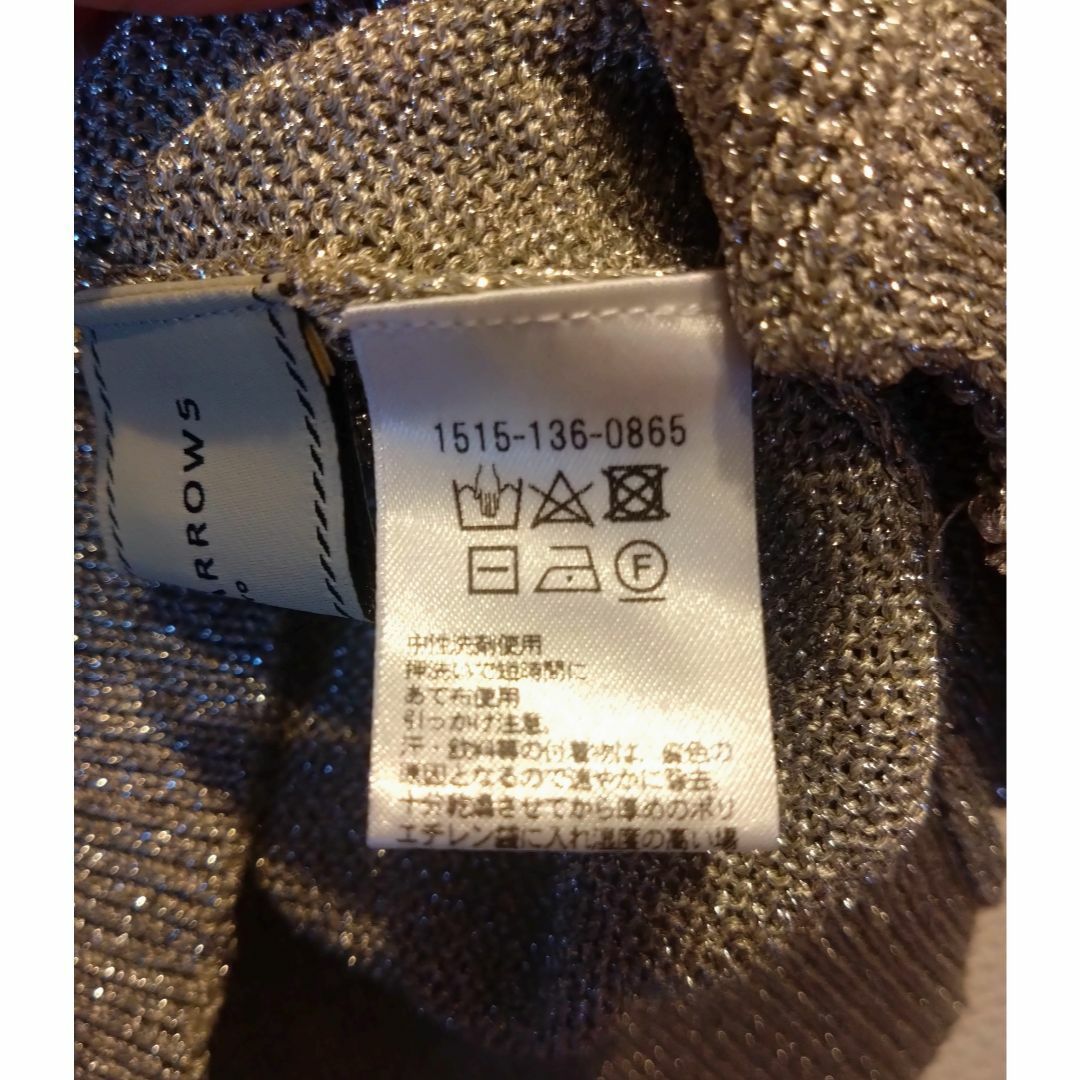 ARROWS
1515-136-0865
F
中性洗剤使用
押洗いで短時間に
あて布使用
引っかけ注意。
汗・飲料等の付着物は、変色の
原因となるので速やかに除去。
十分乾燥させてから厚めのポリ
エチレン袋に入れ湿度の高い場